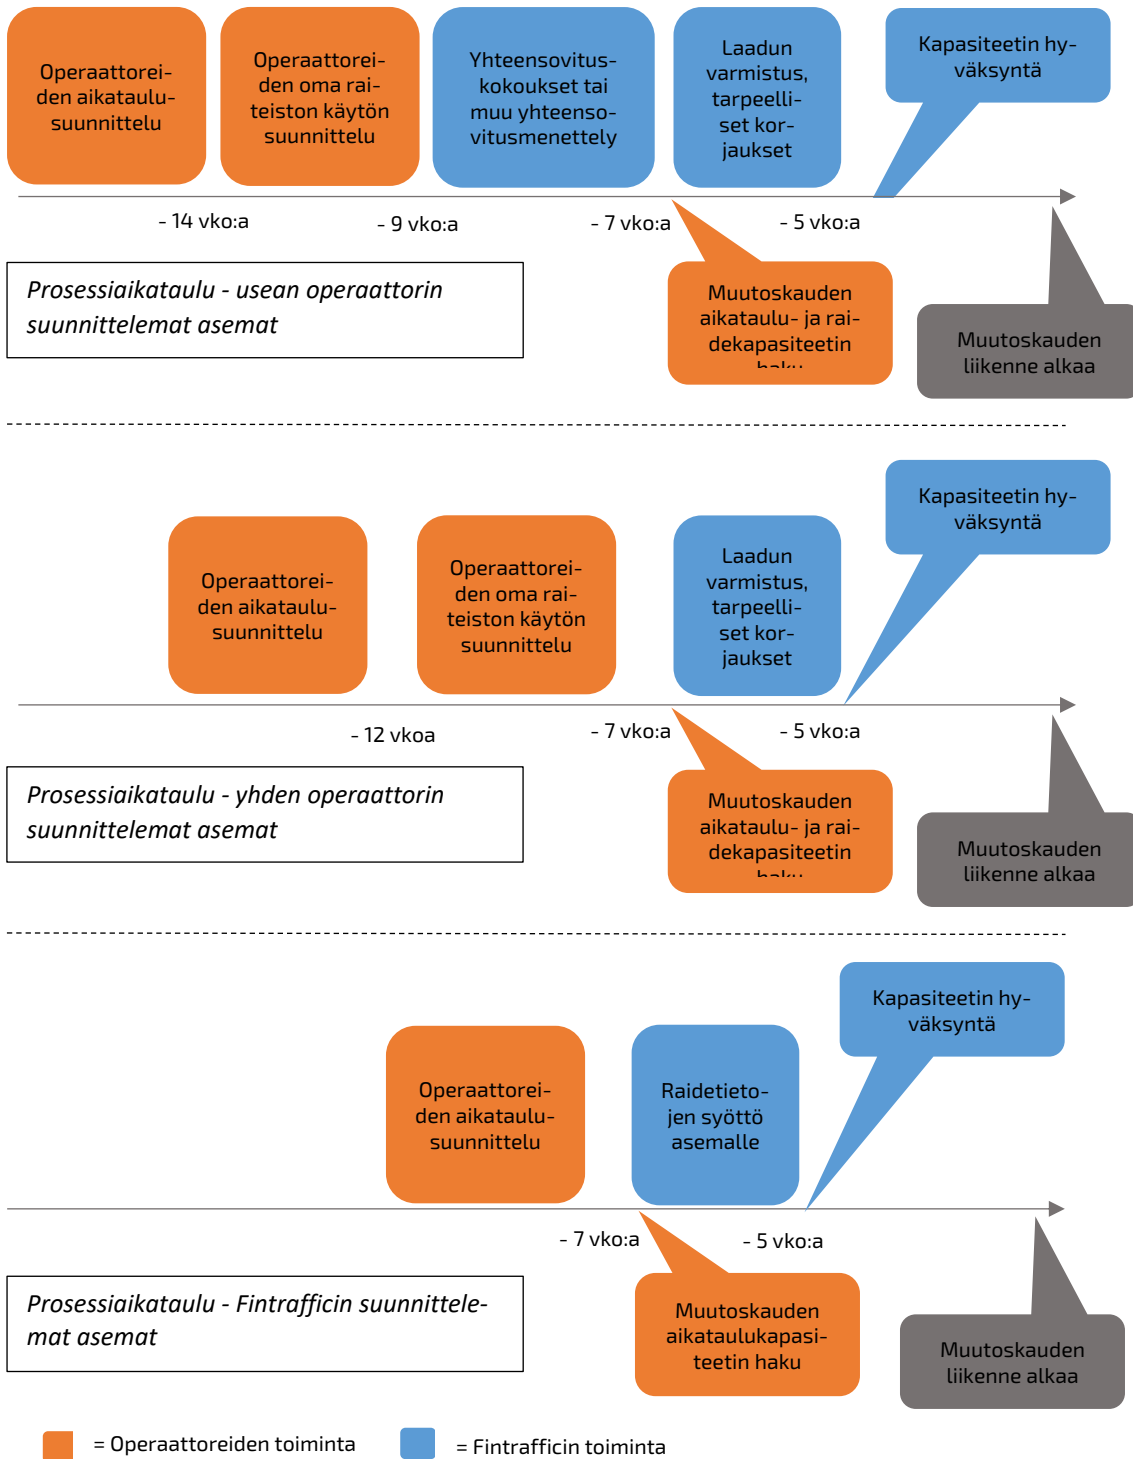 Operaattorei-
den aikataulu-
suunnittelu
Operaattorei-
den oma rai-
teiston käytön
suunnittelu
Yhteensovitus-
kokoukset tai
muu yhteenso-
vitusmenettely
Laadun
varmistus,
tarpeelli-
set kor-
jaukset
Kapasiteetin hy-
väksyntä
- 14 vko:a
- 9 vko:a
- 7 vko:a
- 5 vko:a
Prosessiaikataulu - usean operaattorin
suunnittelemat asemat
Muutoskauden
aikataulu- ja rai-
dekapasiteetin
haku
Muutoskauden
liikenne alkaa
Operaattorei-
den aikataulu-
suunnittelu
Operaattorei-
den oma rai-
teiston käytön
suunnittelu
Laadun
varmistus,
tarpeelli-
set kor-
jaukset
Kapasiteetin hy-
väksyntä
- 12 vkoa
- 7 vko:a
- 5 vko:a
Prosessiaikataulu - yhden operaattorin
suunnittelemat asemat
Muutoskauden
aikataulu- ja rai-
dekapasiteetin
haku
Muutoskauden
liikenne alkaa
Operaattorei-
den aikataulu-
suunnittelu
Raidetieto-
jen syöttö
asemalle
Kapasiteetin hy-
väksyntä
- 7 vko:a
- 5 vko:a
Prosessiaikataulu - Fintrafficin suunnittele-
mat asemat
Muutoskauden
aikataulukapasi-
teetin haku
Muutoskauden
liikenne alkaa
= Operaattoreiden toiminta
= Fintrafficin toiminta